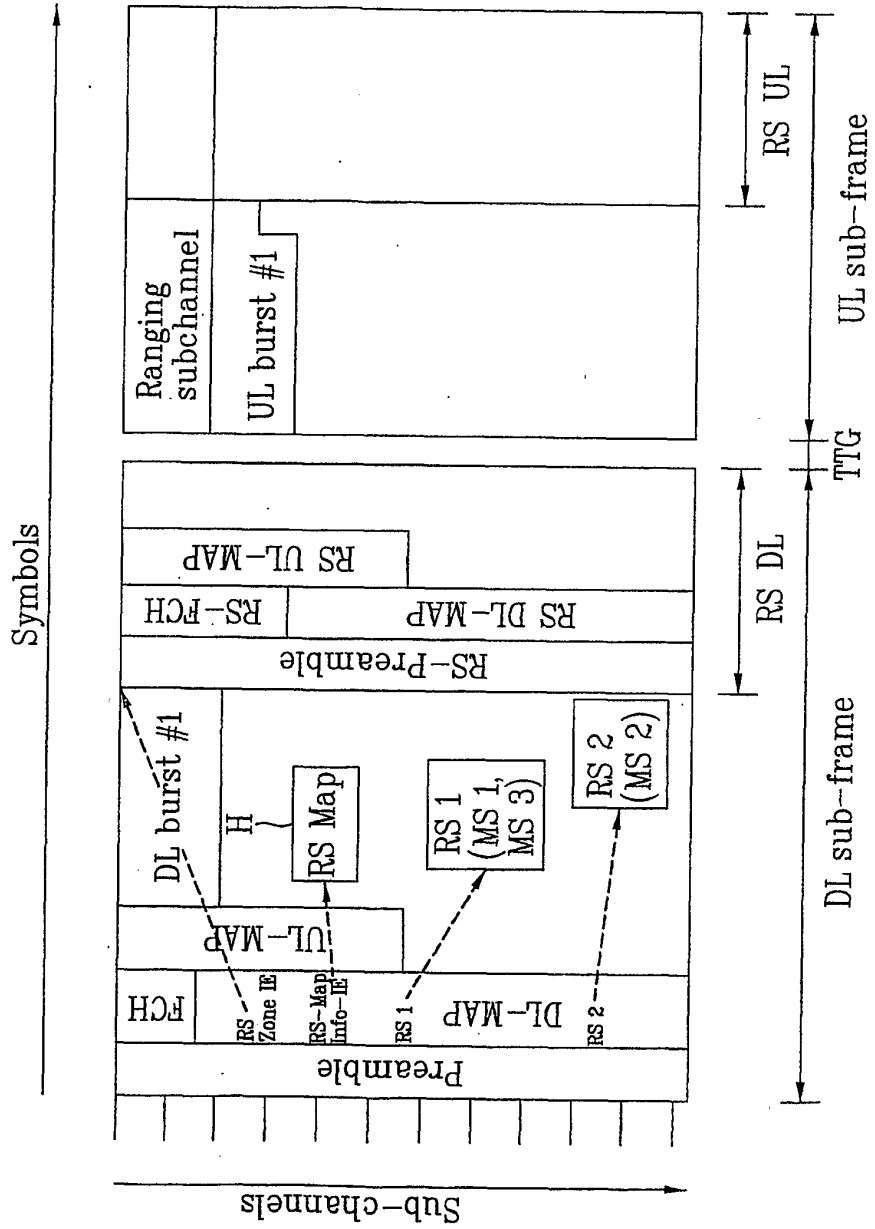 Symbols
Sub-channels
Preamble
FCH
DL-MAP
RS
Zone IE
RS-Map
Info-IE
RS 1
RS 2
UL-MAP
DL burst #1
H
RS Map
RS 1
(MS 1,
MS 3)
RS 2
(MS 2)
RS-Preamble
RS-FCH
RS DL-MAP
RS UL-MAP
Ranging
subchannel
UL burst #1
RS DL
RS UL
DL sub-frame
TTG
UL sub-frame